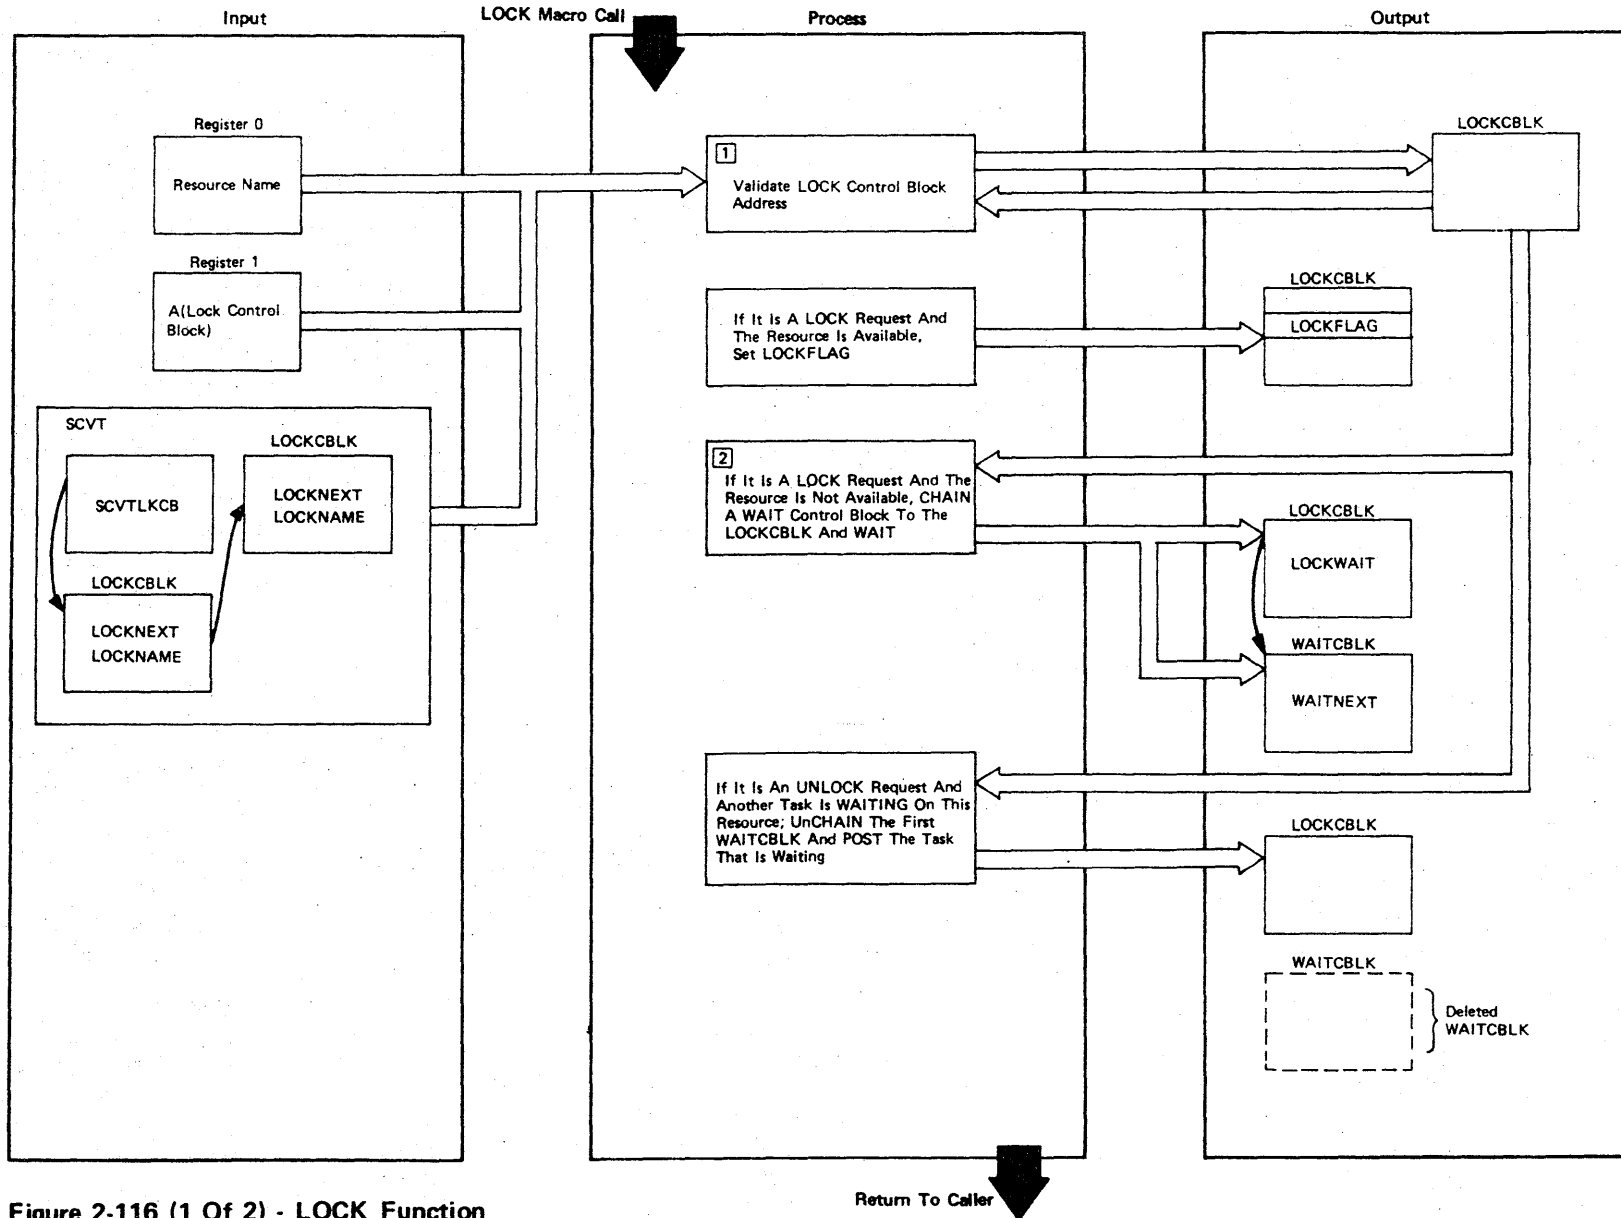 Input
LOCK Macro Call
Process
Output
Register 0
Resource Name
Register 1
A(Lock Control
Block)
SCVT
SCVTLKCB
LOCKCBLK
LOCKNEXT
LOCKNAME
LOCKCBLK
LOCKNEXT
LOCKNAME
1
Validate LOCK Control Block
Address
If It Is A LOCK Request And
The Resource Is Available,
Set LOCKFLAG
2
If It Is A LOCK Request And The
Resource Is Not Available, CHAIN
A WAIT Control Block To The
LOCKCBLK And WAIT
If It Is An UNLOCK Request And
Another Task Is WAITING On This
Resource; UnCHAIN The First
WAITCBLK And POST The Task
That Is Waiting
LOCKCBLK
LOCKCBLK
LOCKFLAG
LOCKCBLK
LOCKWAIT
WAITCBLK
WAITNEXT
LOCKCBLK
WAITCBLK
Deleted
WAITCBLK
Return To Caller
Figure 2-116 (1 Of 2) - LOCK Function